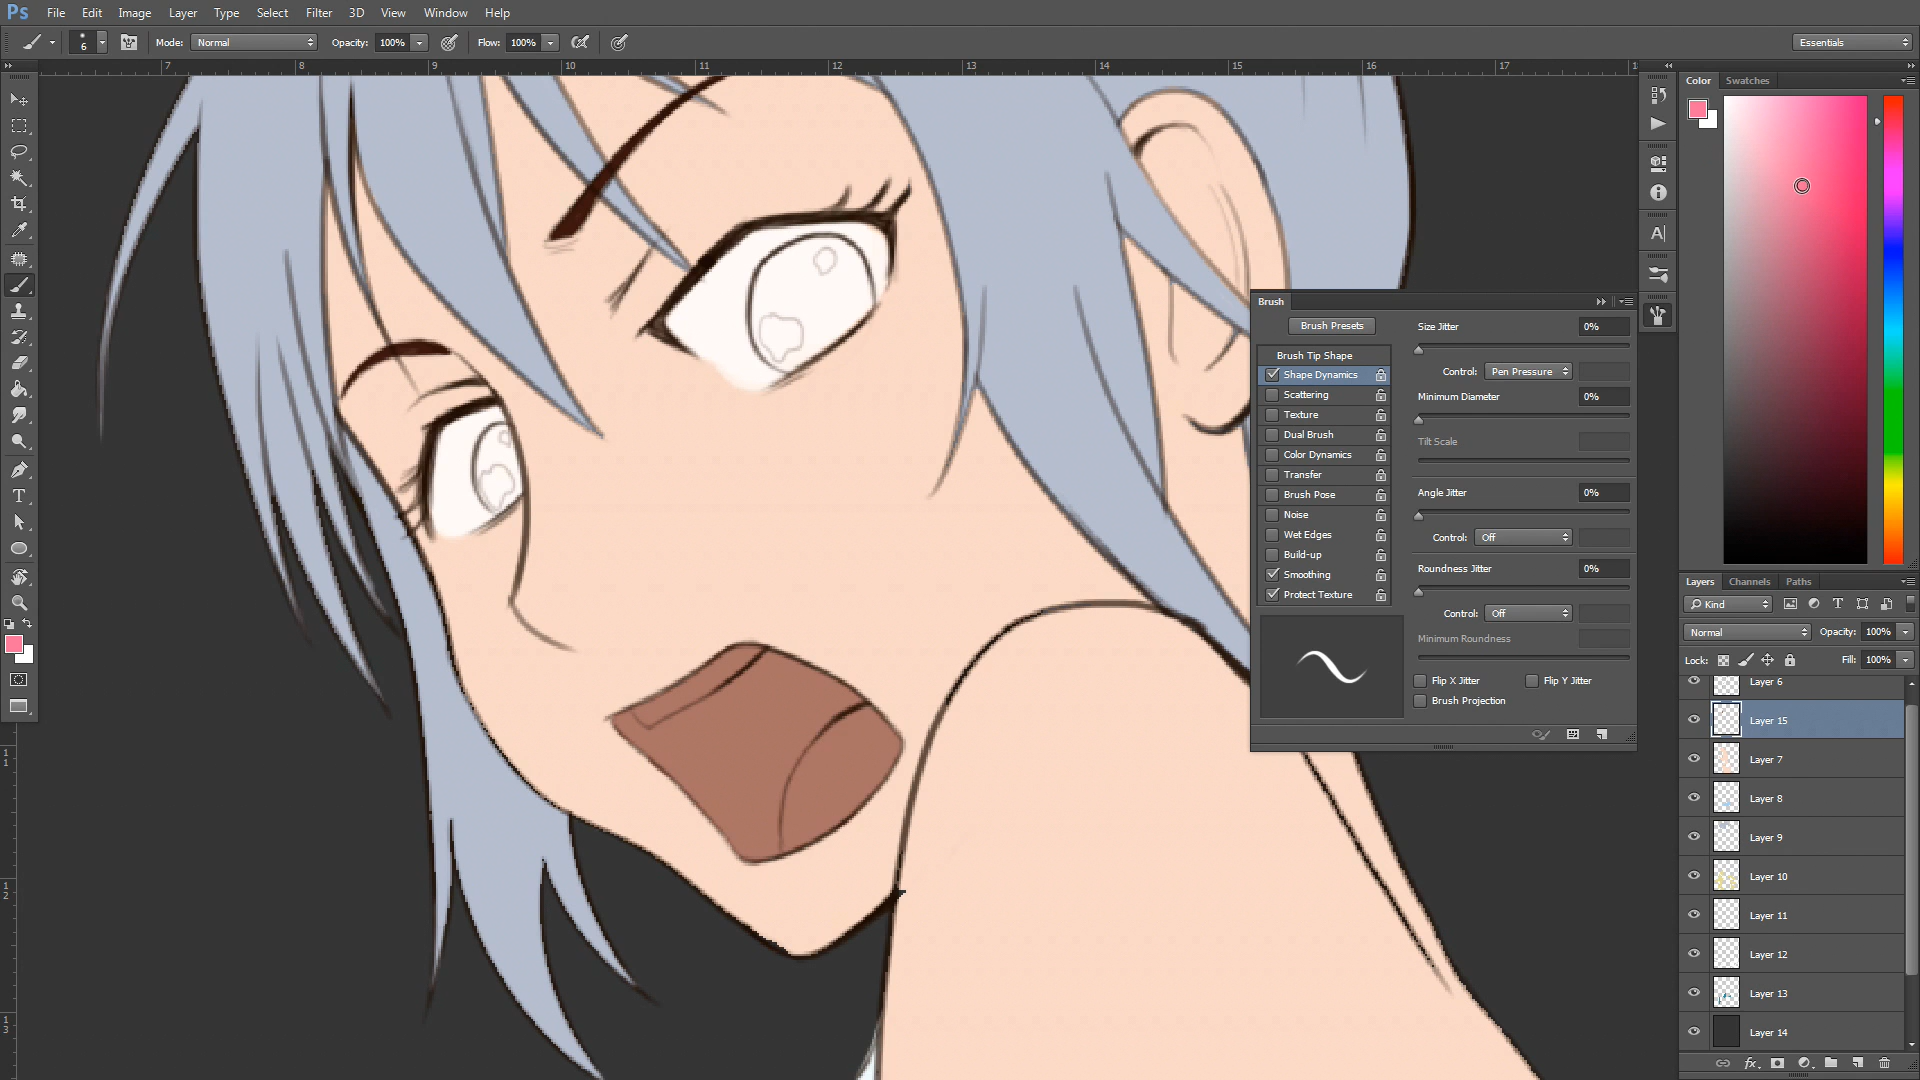 Ps File Edit Image Layer Type Select Filter 3D View Window Help
6 Mode: Normal Opacity: 100% Flow: 100% Essentials
7 8 9 10 11 12 13 14 15 16 17
Color Swatches
Brush
Brush Presets
Brush Tip Shape
Shape Dynamics
Scattering
Texture
Dual Brush
Color Dynamics
Transfer
Brush Pose
Noise
Wet Edges
Build-up
Smoothing
Protect Texture
Size Jitter 0%
Control: Pen Pressure
Minimum Diameter 0%
Tilt Scale
Angle Jitter 0%
Control: Off
Roundness Jitter 0%
Control: Off
Minimum Roundness
Flip X Jitter Flip Y Jitter
Brush Projection
Layers Channels Paths
Kind T
Normal Opacity: 100%
Lock: Fill: 100%
Layer 6
Layer 15
Layer 7
Layer 8
Layer 9
Layer 10
Layer 11
Layer 12
Layer 13
Layer 14
fx
A
T
11
12
13